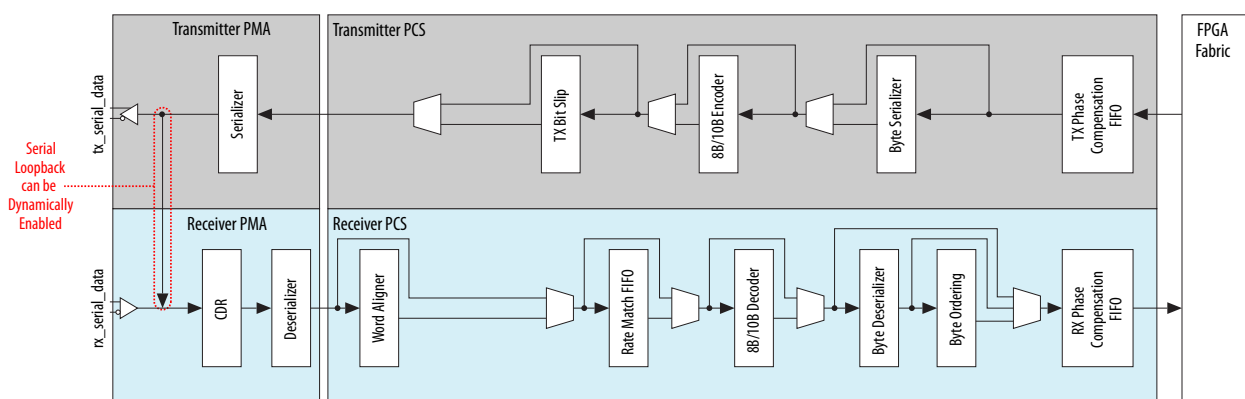 Transmitter PMA
Transmitter PCS
FPGA
Fabric
tx_serial_data
Serializer
TX Bit Slip
8B/10B Encoder
Byte Serializer
TX Phase
Compensation
FIFO
Serial
Loopback
can be
Dynamically
Enabled
Receiver PMA
Receiver PCS
rx_serial_data
CDR
Deserializer
Word Aligner
Rate Match FIFO
8B/10B Decoder
Byte Deserializer
Byte Ordering
RX Phase
Compensation
FIFO